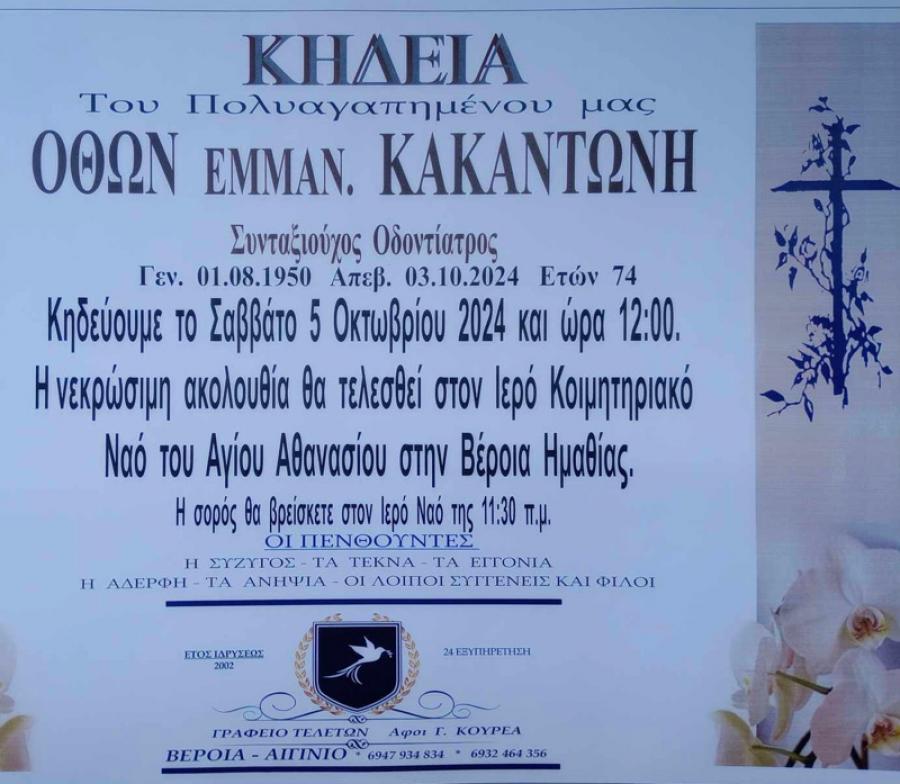 ΚΗΔΕΙΑ
Του Πολυαγαπημένου μας
ΟΘΩΝ ΕΜΜΑΝ. ΚΑΚΑΝΤΩΝΗ
Συνταξιούχος Οδοντίατρος
Γεν. 01.08.1950 Απεβ. 03.10.2024 Ετών 74
Κηδεύουμε το Σαββάτο 5 Οκτωβρίου 2024 και ώρα 12:00.
Η νεκρώσιμη ακολουθία θα τελεσθεί στον Ιερό Κοιμητηριακό
Ναό του Αγίου Αθανασίου στην Βέροια Ημαθίας.
Η σορός θα βρείσκετε στον Ιερό Ναό της 11:30 π.μ.
ΟΙ ΠΕΝΘΟΥΝΤΕΣ
Η ΣΥΖΥΓΟΣ - ΤΑ ΤΕΚΝΑ - ΤΑ ΕΓΓΟΝΙΑ
Η ΑΔΕΡΦΗ - ΤΑ ΑΝΗΨΙΑ - ΟΙ ΛΟΙΠΟΙ ΣΥΓΓΕΝΕΙΣ ΚΑΙ ΦΙΛΟΙ
ΕΤΟΣ ΙΔΡΥΣΕΩΣ
2002
24 ΕΞΥΠΗΡΕΤΗΣΗ
ΓΡΑΦΕΙΟ ΤΕΛΕΤΩΝ Αφοι Γ. ΚΟΥΡΕΑ
ΒΕΡΟΙΑ - ΑΙΓΙΝΙΟ * 6947 934 834 * 6932 464 356